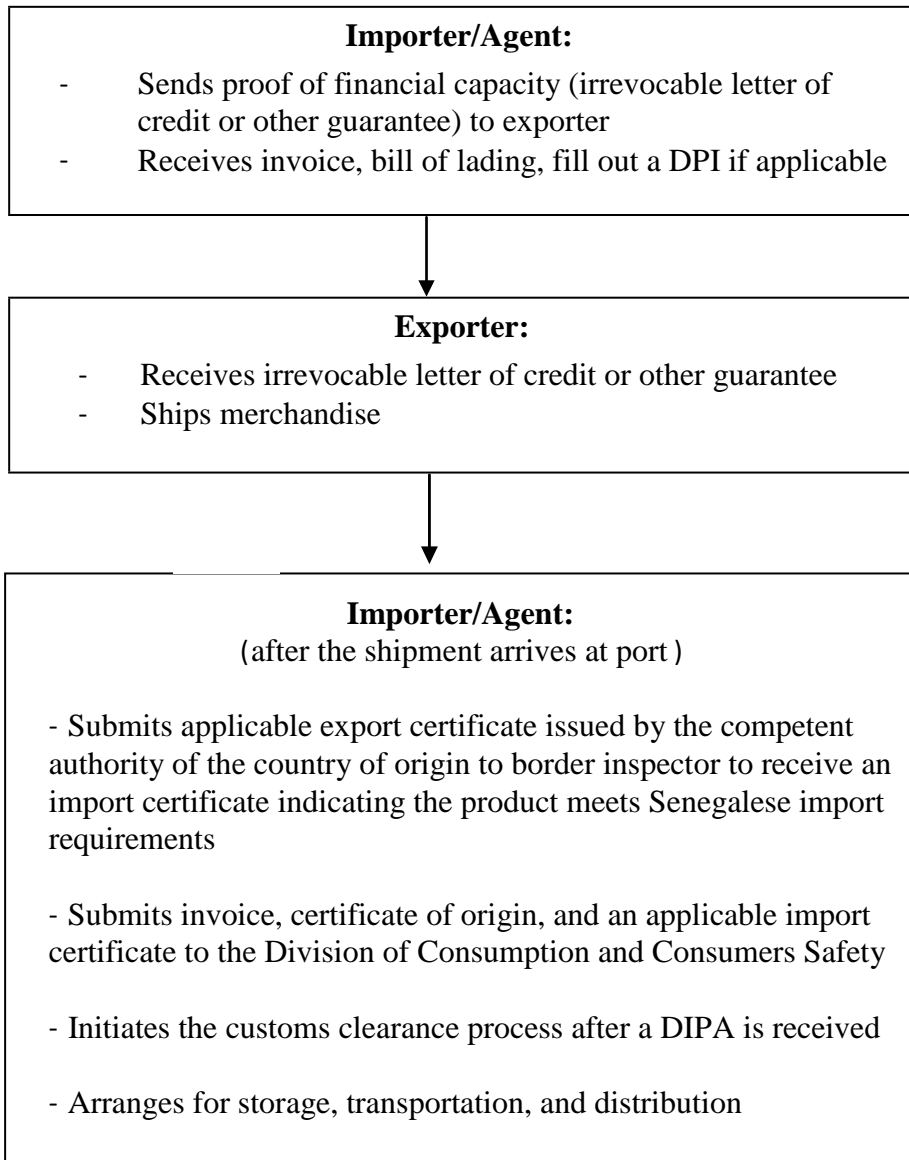 Importer/Agent:
- Sends proof of financial capacity (irrevocable letter of
credit or other guarantee) to exporter
- Receives invoice, bill of lading, fill out a DPI if applicable
Exporter:
- Receives irrevocable letter of credit or other guarantee
- Ships merchandise
Importer/Agent:
(after the shipment arrives at port)
- Submits applicable export certificate issued by the competent
authority of the country of origin to border inspector to receive an
import certificate indicating the product meets Senegalese import
requirements
- Submits invoice, certificate of origin, and an applicable import
certificate to the Division of Consumption and Consumers Safety
- Initiates the customs clearance process after a DIPA is received
- Arranges for storage, transportation, and distribution